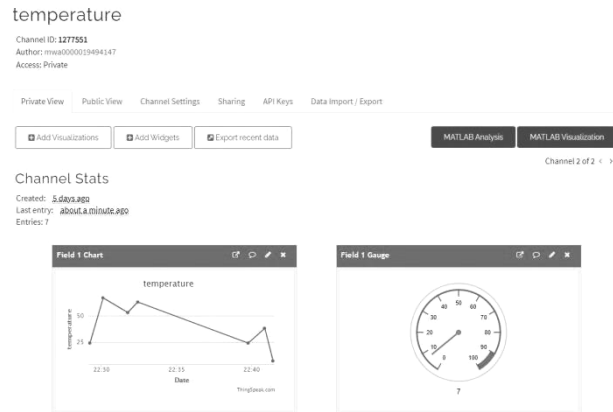 temperature
Channel ID: 1277551
Author: mwa0000019494147
Access: Private
Private View Public View Channel Settings Sharing API Keys Data Import / Export
Add Visualizations Add Widgets Export recent data MATLAB Analysis MATLAB Visualization
Channel 2 of 2 < >
Channel Stats
Created: 5 days ago
Last entry: about a minute ago
Entries: 7
Field 1 Chart
temperature
temperature
50
25
22:30 22:35 22:40
Date
ThingSpeak.com
Field 1 Gauge
0 10 20 30 40 50 60 70 80 90 100
7